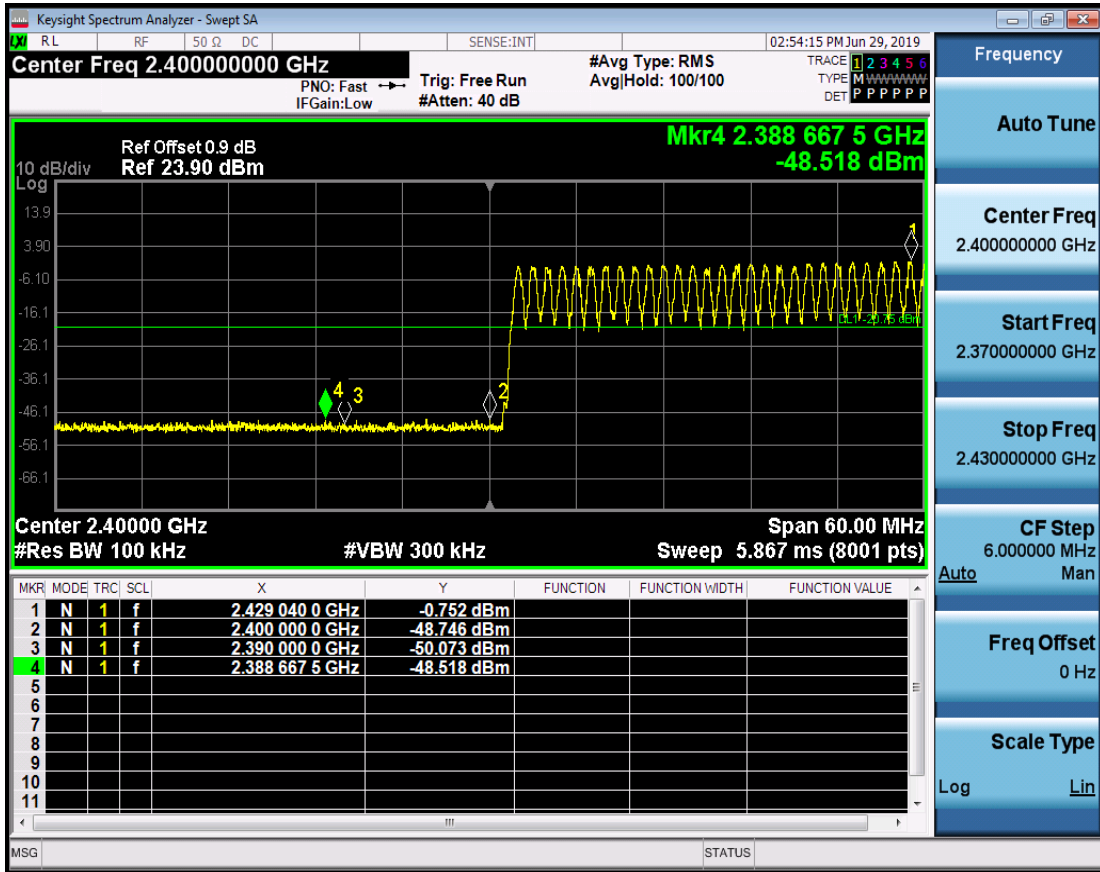 Keysight Spectrum Analyzer - Swept SA
LXI RL RF 50 Ω DC SENSE:INT 02:54:15 PM Jun 29, 2019
Center Freq 2.400000000 GHz
PNO: Fast
IFGain:Low
Trig: Free Run
#Atten: 40 dB
#Avg Type: RMS
Avg|Hold: 100/100
TRACE 1 2 3 4 5 6
TYPE M W W W W W
DET P P P P P P
Mkr4 2.388 667 5 GHz
-48.518 dBm
Ref Offset 0.9 dB
10 dB/div Ref 23.90 dBm
Log
13.9
3.90
-6.10
-16.1
-26.1
-36.1
-46.1
-56.1
-66.1
1
DL1 -20.75 dBm
4 3 2
Center 2.40000 GHz Span 60.00 MHz
#Res BW 100 kHz #VBW 300 kHz Sweep 5.867 ms (8001 pts)
MKR MODE TRC SCL X Y FUNCTION FUNCTION WIDTH FUNCTION VALUE
1 N 1 f 2.429 040 0 GHz -0.752 dBm
2 N 1 f 2.400 000 0 GHz -48.746 dBm
3 N 1 f 2.390 000 0 GHz -50.073 dBm
4 N 1 f 2.388 667 5 GHz -48.518 dBm
5
6
7
8
9
10
11
MSG STATUS
Frequency
Auto Tune
Center Freq
2.400000000 GHz
Start Freq
2.370000000 GHz
Stop Freq
2.430000000 GHz
CF Step
6.000000 MHz
Auto Man
Freq Offset
0 Hz
Scale Type
Log Lin